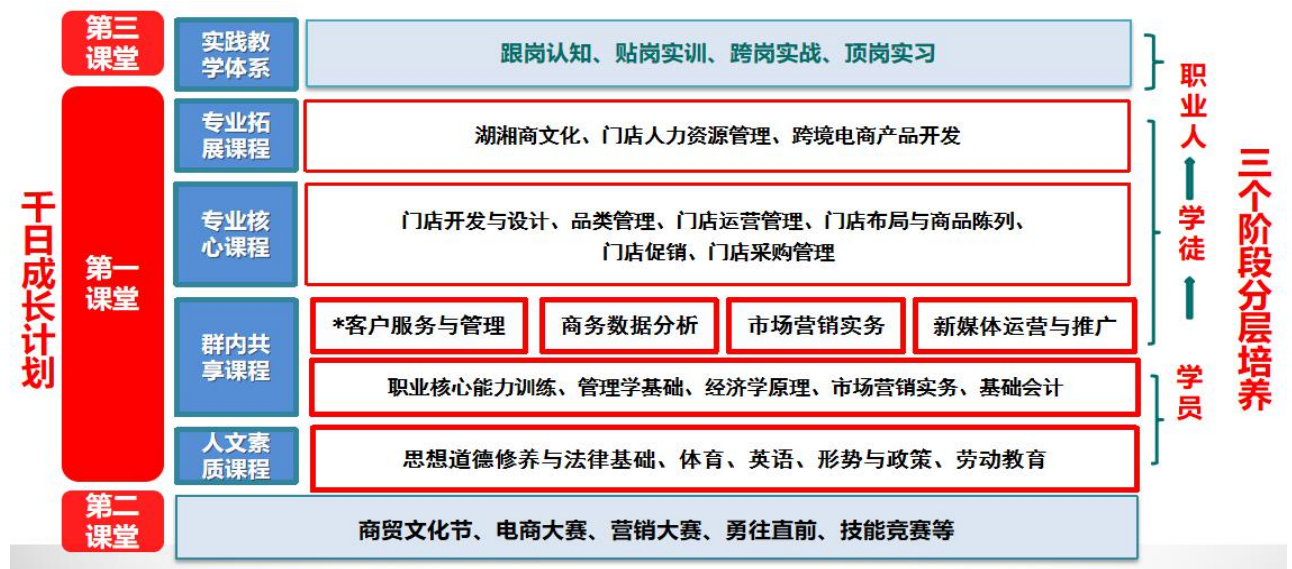 千日成长计划
第三
课堂
实践教
学体系
跟岗认知、贴岗实训、跨岗实战、顶岗实习
第一
课堂
专业拓
展课程
湖湘商文化、门店人力资源管理、跨境电商产品开发
专业核
心课程
门店开发与设计、品类管理、门店运营管理、门店布局与商品陈列、
门店促销、门店采购管理
群内共
享课程
*客户服务与管理
商务数据分析
市场营销实务
新媒体运营与推广
职业核心能力训练、管理学基础、经济学原理、市场营销实务、基础会计
人文素
质课程
思想道德修养与法律基础、体育、英语、形势与政策、劳动教育
第二
课堂
商贸文化节、电商大赛、营销大赛、勇往直前、技能竞赛等
职业人
学徒
学员
三个阶段分层培养